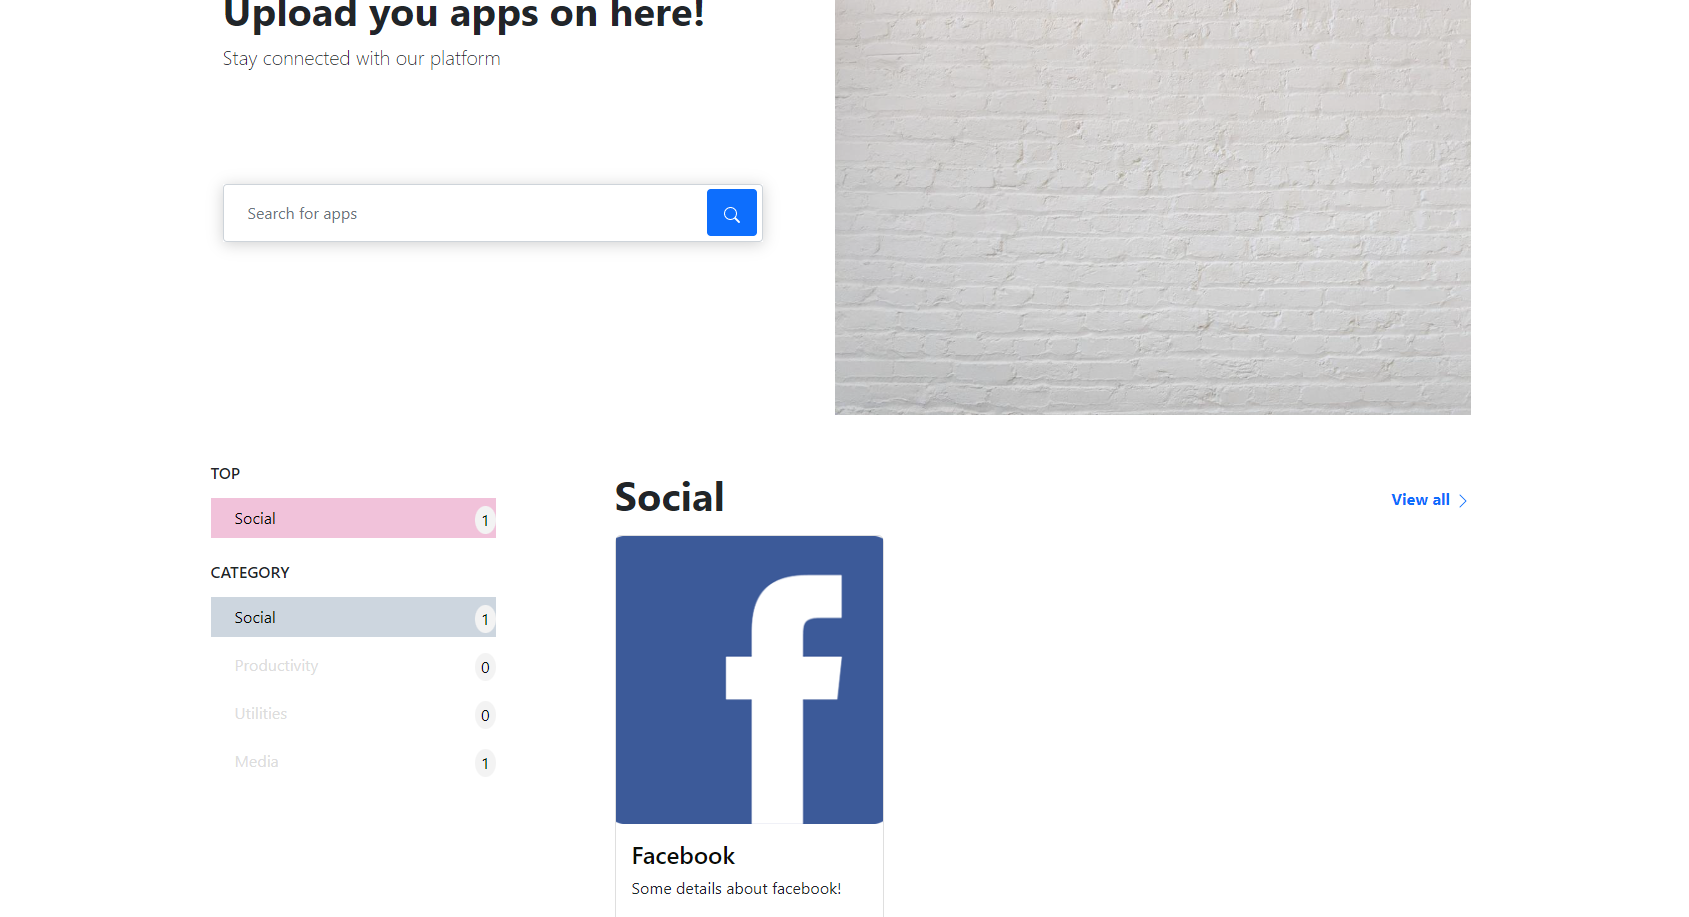 Upload you apps on here!
Stay connected with our platform
Search for apps
TOP
Social 1
CATEGORY
Social 1
Productivity 0
Utilities 0
Media 1
Social
View all
f
Facebook
Some details about facebook!